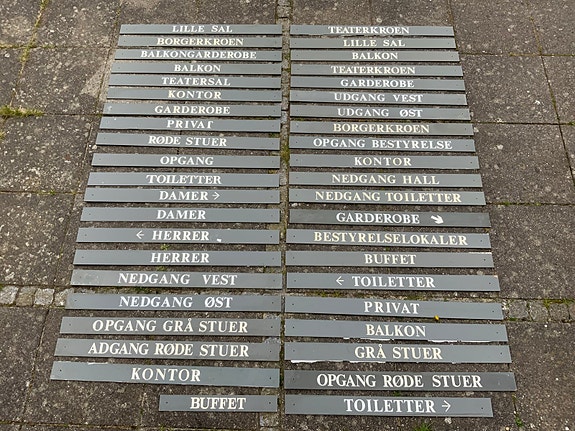 LILLE SAL
BORGERKROEN
BALKONGARDEROBE
BALKON
TEATERSAL
KONTOR
GARDEROBE
PRIVAT
RØDE STUER
OPGANG
TOILETTER
DAMER →
DAMER
← HERRER
HERRER
NEDGANG VEST
NEDGANG ØST
OPGANG GRÅ STUER
ADGANG RØDE STUER
KONTOR
BUFFET
TEATERKROEN
LILLE SAL
BALKON
TEATERKROEN
GARDEROBE
UDGANG VEST
UDGANG ØST
BORGERKROEN
OPGANG BESTYRELSE
KONTOR
NEDGANG HALL
NEDGANG TOILETTER
GARDEROBE ↘
BESTYRELSELOKALER
BUFFET
← TOILETTER
PRIVAT
BALKON
GRÅ STUER
OPGANG RØDE STUER
TOILETTER →